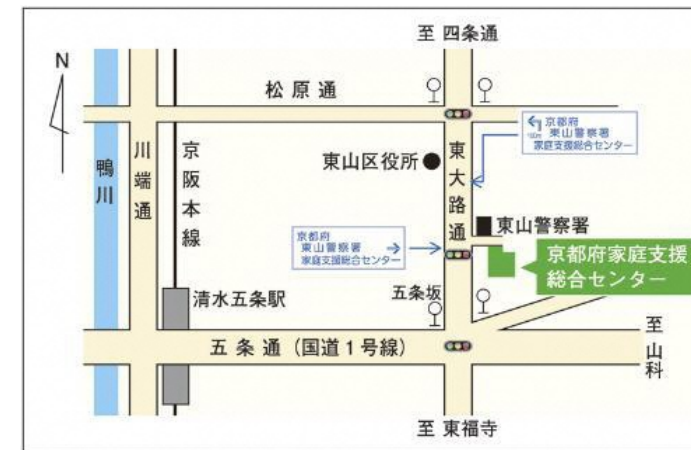 至 四条通
N
松原通
京都府
150m 東山警察署
家庭支援総合センター
鴨川
川端通
京阪本線
東山区役所
東大路通
東山警察署
京都府
東山警察署
家庭支援総合センター
京都府家庭支援
総合センター
清水五条駅
五条坂
五条通(国道1号線)
至 山科
至 東福寺